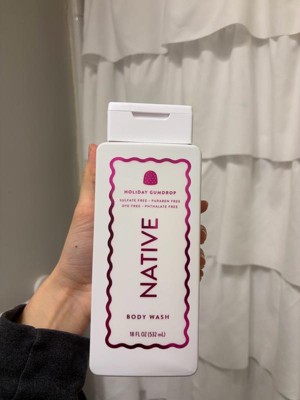 HOLIDAY GUMDROP
SULFATE FREE • PARABEN FREE
DYE FREE • PHTHALATE FREE
NATIVE
BODY WASH
18 FL OZ (532 mL)